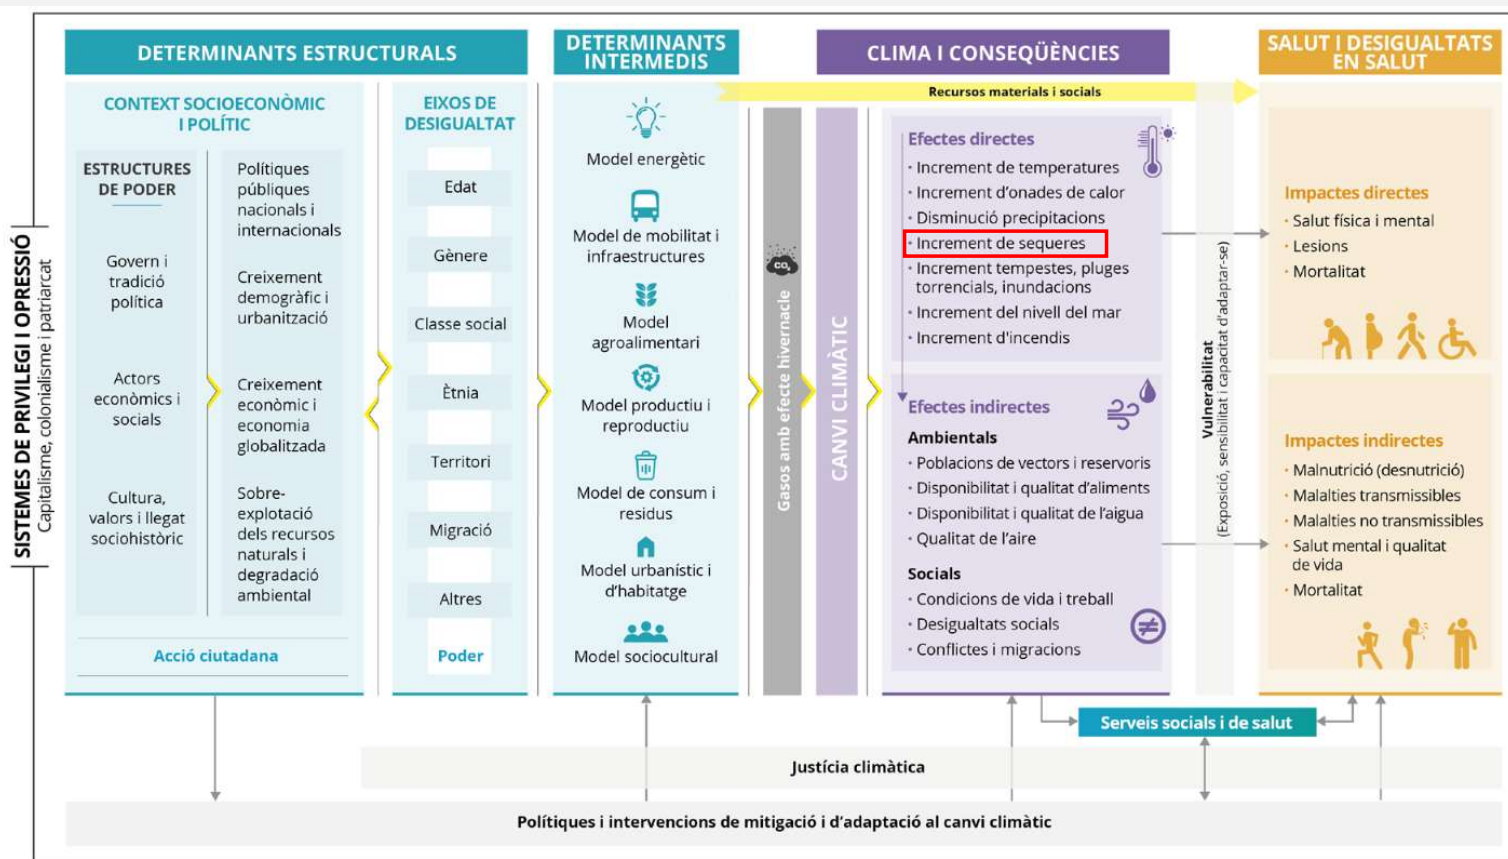 SISTEMES DE PRIVILEGI I OPRESSIÓ
Capitalisme, colonialisme i patriarcat
DETERMINANTS ESTRUCTURALS
CONTEXT SOCIOECONÒMIC
I POLÍTIC
ESTRUCTURES
DE PODER
Govern i
tradició
política
Actors
econòmics i
socials
Cultura,
valors i llegat
sociohistòric
Polítiques
públiques
nacionals i
internacionals
Creixement
demogràfic i
urbanització
Creixement
econòmic i
economia
globalitzada
Sobre-
explotació
dels recursos
naturals i
degradació
ambiental
Acció ciutadana
EIXOS DE
DESIGUALTAT
Edat
Gènere
Classe social
Ètnia
Territori
Migració
Altres
Poder
DETERMINANTS
INTERMEDIS
Model energètic
Model de mobilitat i
infraestructures
Model
agroalimentari
Model productiu i
reproductiu
Model de consum i
residus
Model urbanístic i
d'habitatge
Model sociocultural
CO₂
Gasos amb efecte hivernacle
CANVI CLIMÀTIC
CLIMA I CONSEQÜÈNCIES
Recursos materials i socials
Efectes directes
· Increment de temperatures
· Increment d'onades de calor
· Disminució precipitacions
· Increment de sequeres
· Increment tempestes, pluges
torrencials, inundacions
· Increment del nivell del mar
· Increment d'incendis
Efectes indirectes
Ambientals
· Poblacions de vectors i reservoris
· Disponibilitat i qualitat d'aliments
· Disponibilitat i qualitat de l'aigua
· Qualitat de l'aire
Socials
· Condicions de vida i treball
· Desigualtats socials
· Conflictes i migracions
Vulnerabilitat
(Exposició, sensibilitat i capacitat d'adaptar-se)
SALUT I DESIGUALTATS
EN SALUT
Impactes directes
· Salut física i mental
· Lesions
· Mortalitat
Impactes indirectes
· Malnutrició (desnutrició)
· Malalties transmissibles
· Malalties no transmissibles
· Salut mental i qualitat
de vida
· Mortalitat
Serveis socials i de salut
Justícia climàtica
Polítiques i intervencions de mitigació i d'adaptació al canvi climàtic